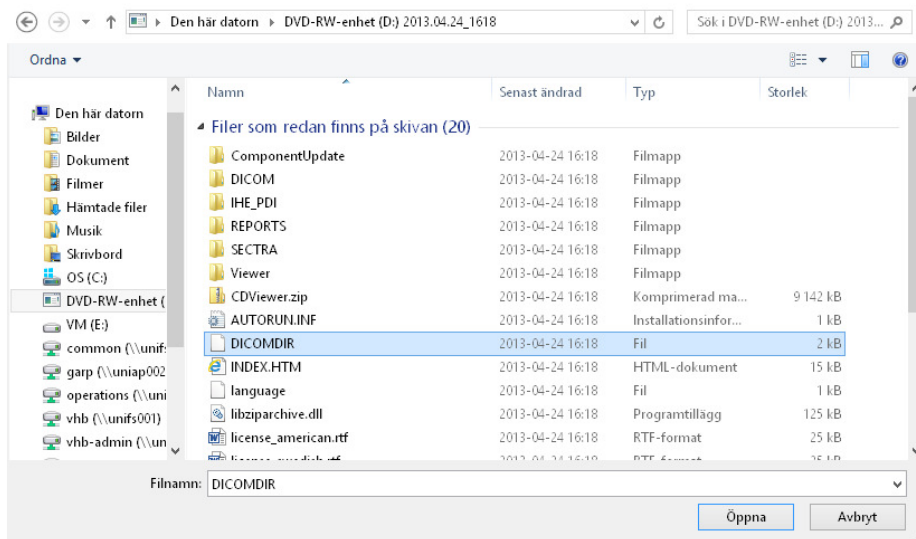 Den här datorn DVD-RW-enhet (D:) 2013.04.24_1618 Sök i DVD-RW-enhet (D:) 2013...
Ordna
Namn Senast ändrad Typ Storlek
Den här datorn
Bilder
Dokument
Filmer
Hämtade filer
Musik
Skrivbord
OS (C:)
DVD-RW-enhet (
VM (E:)
common (\\unifs
garp (\\uniap002
operations (\\uni
vhb (\\unifs001)
vhb-admin (\\un
Filer som redan finns på skivan (20)
ComponentUpdate 2013-04-24 16:18 Filmapp
DICOM 2013-04-24 16:18 Filmapp
IHE_PDI 2013-04-24 16:18 Filmapp
REPORTS 2013-04-24 16:18 Filmapp
SECTRA 2013-04-24 16:18 Filmapp
Viewer 2013-04-24 16:18 Filmapp
CDViewer.zip 2013-04-24 16:18 Komprimerad ma... 9 142 kB
AUTORUN.INF 2013-04-24 16:18 Installationsinfor... 1 kB
DICOMDIR 2013-04-24 16:18 Fil 2 kB
INDEX.HTM 2013-04-24 16:18 HTML-dokument 15 kB
language 2013-04-24 16:18 Fil 1 kB
libziparchive.dll 2013-04-24 16:18 Programtillägg 125 kB
license_american.rtf 2013-04-24 16:18 RTF-format 25 kB
Filnamn: DICOMDIR
Öppna Avbryt